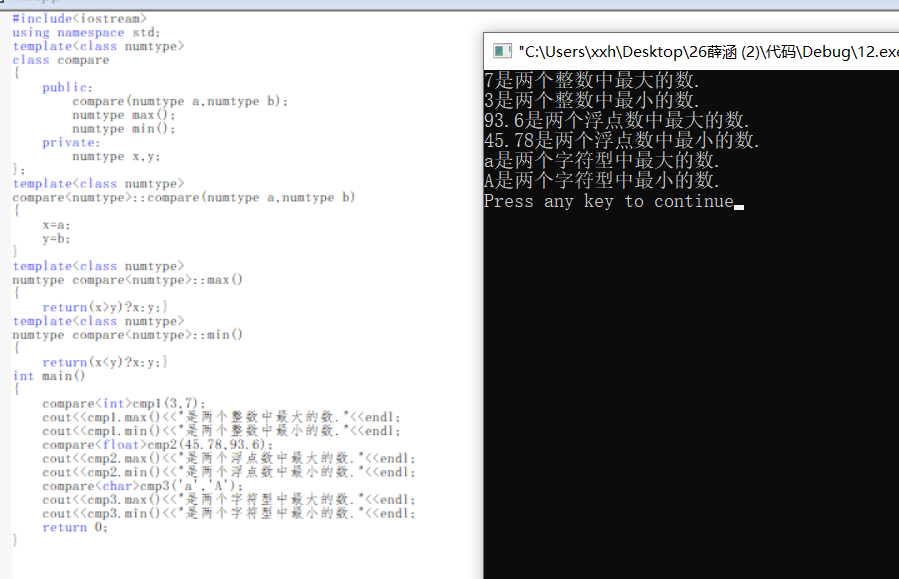 #include<iostream>
using namespace std;
template<class numtype>
class compare
{
    public:
        compare(numtype a,numtype b);
        numtype max();
        numtype min();
    private:
        numtype x,y;
};
template<class numtype>
compare<numtype>::compare(numtype a,numtype b)
{
    x=a;
    y=b;
}
template<class numtype>
numtype compare<numtype>::max()
{
    return(x>y)?x:y;}
template<class numtype>
numtype compare<numtype>::min()
{
    return(x<y)?x:y;}
int main()
{
    compare<int>cmp1(3,7);
    cout<<cmp1.max()<<"是两个整数中最大的数."<<endl;
    cout<<cmp1.min()<<"是两个整数中最小的数."<<endl;
    compare<float>cmp2(45.78,93.6);
    cout<<cmp2.max()<<"是两个浮点数中最大的数."<<endl;
    cout<<cmp2.min()<<"是两个浮点数中最小的数."<<endl;
    compare<char>cmp3('a','A');
    cout<<cmp3.max()<<"是两个字符型中最大的数."<<endl;
    cout<<cmp3.min()<<"是两个字符型中最小的数."<<endl;
    return 0;
}
"C:\Users\xxh\Desktop\26薛涵 (2)\代码\Debug\12.exe
7是两个整数中最大的数.
3是两个整数中最小的数.
93.6是两个浮点数中最大的数.
45.78是两个浮点数中最小的数.
a是两个字符型中最大的数.
A是两个字符型中最小的数.
Press any key to continue